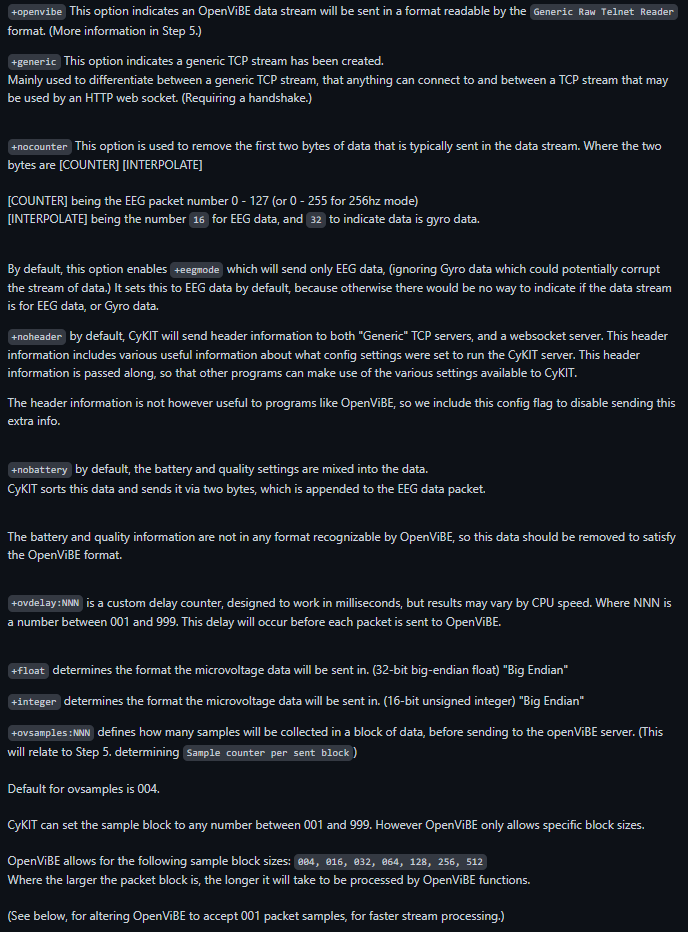 +openvibe This option indicates an OpenViBE data stream will be sent in a format readable by the Generic Raw Telnet Reader
format. (More information in Step 5.)
+generic This option indicates a generic TCP stream has been created.
Mainly used to differentiate between a generic TCP stream, that anything can connect to and between a TCP stream that may
be used by an HTTP web socket. (Requiring a handshake.)
+nocounter This option is used to remove the first two bytes of data that is typically sent in the data stream. Where the two
bytes are [COUNTER] [INTERPOLATE]
[COUNTER] being the EEG packet number 0 - 127 (or 0 - 255 for 256hz mode)
[INTERPOLATE] being the number 16 for EEG data, and 32 to indicate data is gyro data.
By default, this option enables +eegmode which will send only EEG data, (ignoring Gyro data which could potentially corrupt
the stream of data.) It sets this to EEG data by default, because otherwise there would be no way to indicate if the data stream
is for EEG data, or Gyro data.
+noheader by default, CyKIT will send header information to both "Generic" TCP servers, and a websocket server. This header
information includes various useful information about what config settings were set to run the CyKIT server. This header
information is passed along, so that other programs can make use of the various settings available to CyKIT.
The header information is not however useful to programs like OpenViBE, so we include this config flag to disable sending this
extra info.
+nobattery by default, the battery and quality settings are mixed into the data.
CyKIT sorts this data and sends it via two bytes, which is appended to the EEG data packet.
The battery and quality information are not in any format recognizable by OpenViBE, so this data should be removed to satisfy
the OpenViBE format.
+ovdelay:NNN is a custom delay counter, designed to work in milliseconds, but results may vary by CPU speed. Where NNN is
a number between 001 and 999. This delay will occur before each packet is sent to OpenViBE.
+float determines the format the microvoltage data will be sent in. (32-bit big-endian float) "Big Endian"
+integer determines the format the microvoltage data will be sent in. (16-bit unsigned integer) "Big Endian"
+ovsamples:NNN defines how many samples will be collected in a block of data, before sending to the openViBE server. (This
will relate to Step 5. determining Sample counter per sent block)
Default for ovsamples is 004.
CyKIT can set the sample block to any number between 001 and 999. However OpenViBE only allows specific block sizes.
OpenViBE allows for the following sample block sizes: 004, 016, 032, 064, 128, 256, 512
Where the larger the packet block is, the longer it will take to be processed by OpenViBE functions.
(See below, for altering OpenViBE to accept 001 packet samples, for faster stream processing.)